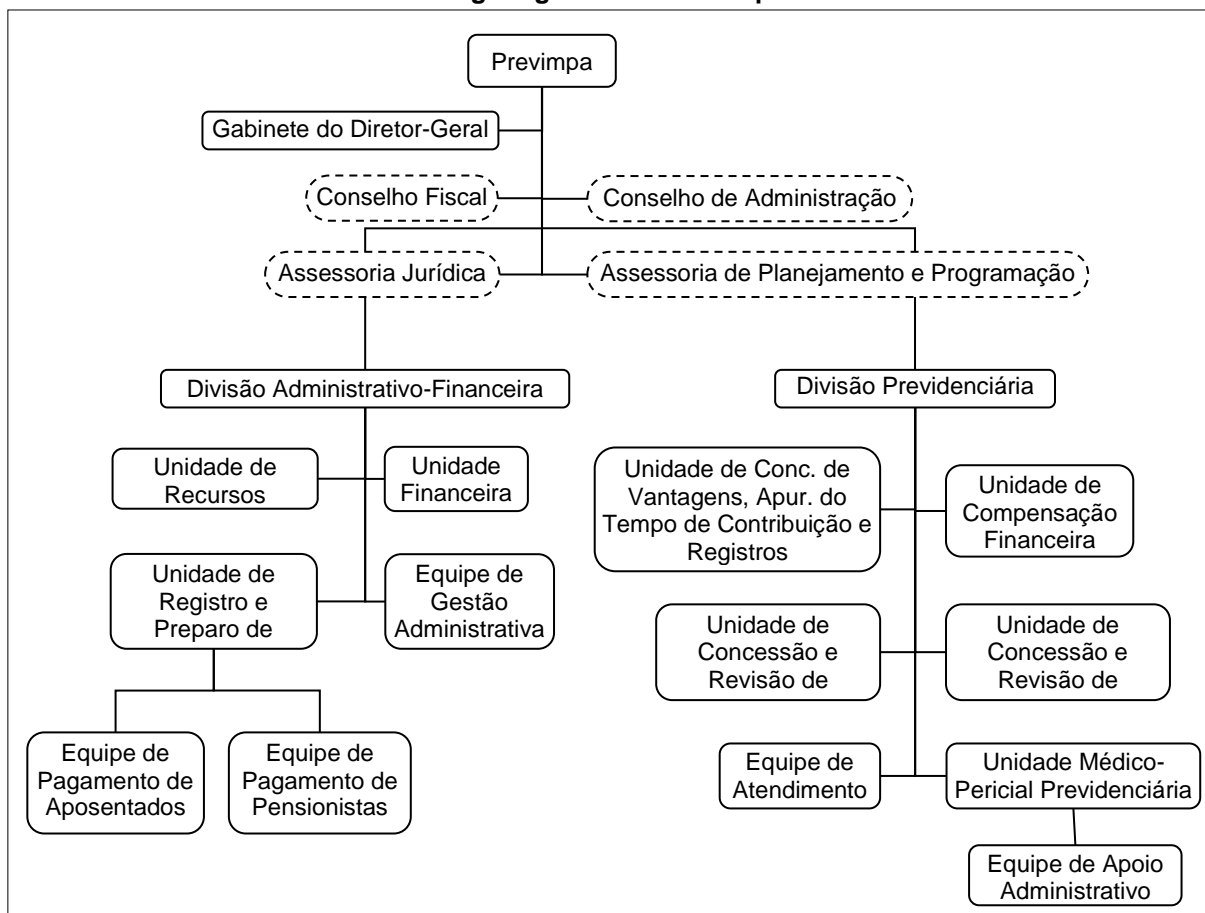 Previmpa
Gabinete do Diretor-Geral
Conselho Fiscal
Conselho de Administração
Assessoria Jurídica
Assessoria de Planejamento e Programação
Divisão Administrativo-Financeira
Divisão Previdenciária
Unidade de
Recursos
Unidade
Financeira
Unidade de Conc. de
Vantagens, Apur. do
Tempo de Contribuição e
Registros
Unidade de
Compensação
Financeira
Unidade de
Registro e
Preparo de
Equipe de
Gestão
Administrativa
Unidade de
Concessão e
Revisão de
Unidade de
Concessão e
Revisão de
Equipe de
Pagamento de
Aposentados
Equipe de
Pagamento de
Pensionistas
Equipe de
Atendimento
Unidade Médico-
Pericial Previdenciária
Equipe de Apoio
Administrativo